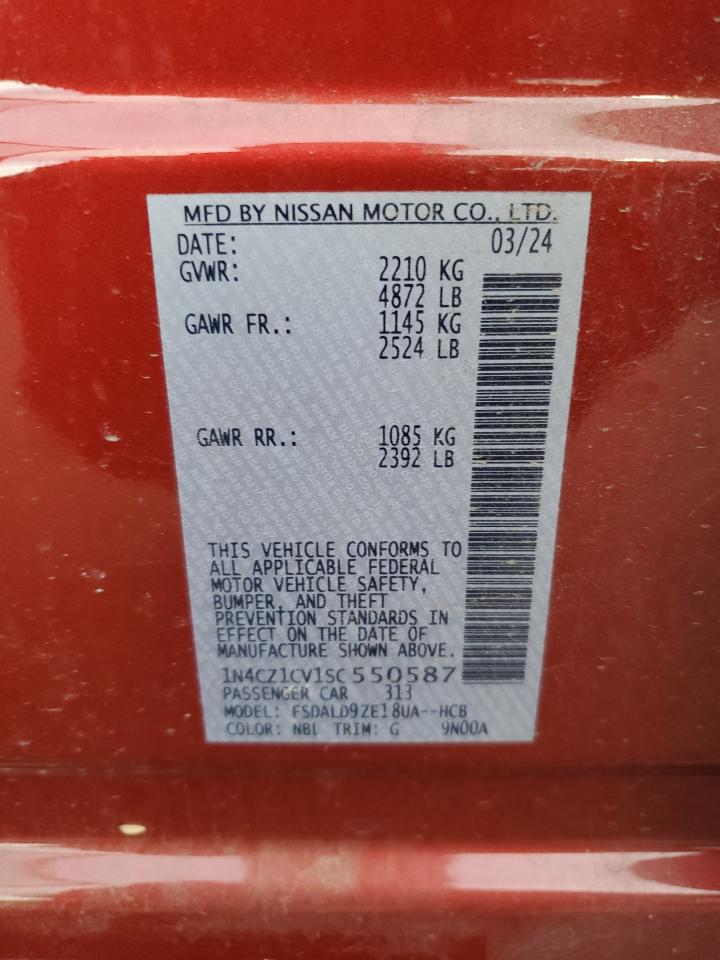 MFD BY NISSAN MOTOR CO., LTD.
DATE: 03/24
GVWR: 2210 KG
4872 LB
GAWR FR.: 1145 KG
2524 LB
GAWR RR.: 1085 KG
2392 LB
THIS VEHICLE CONFORMS TO
ALL APPLICABLE FEDERAL
MOTOR VEHICLE SAFETY,
BUMPER, AND THEFT
PREVENTION STANDARDS IN
EFFECT ON THE DATE OF
MANUFACTURE SHOWN ABOVE.
1N4CZ1CV1SC550587
PASSENGER CAR 313
MODEL: FSDALD9ZE18UA--HCB
COLOR: NBL TRIM: G 9N00A